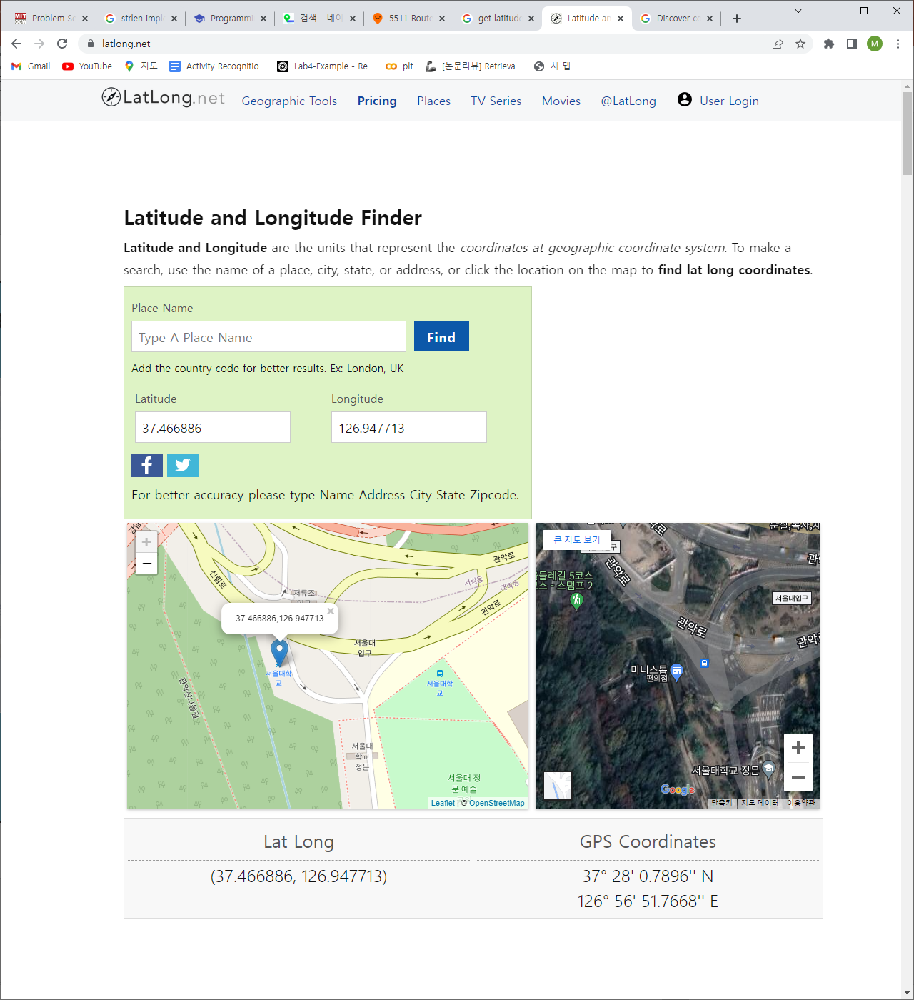 Problem Se
strlen imple
Programmi
검색 - 네이
5511 Route
get latitude
Latitude an
Discover co
latlong.net
M
Gmail
YouTube
지도
Activity Recognitio...
Lab4-Example - Re...
plt
[논문리뷰] Retrieva...
새 탭
LatLong.net
Geographic Tools
Pricing
Places
TV Series
Movies
@LatLong
User Login
Latitude and Longitude Finder
Latitude and Longitude are the units that represent the coordinates at geographic coordinate system. To make a
search, use the name of a place, city, state, or address, or click the location on the map to find lat long coordinates.
Place Name
Type A Place Name
Find
Add the country code for better results. Ex: London, UK
Latitude
Longitude
37.466886
126.947713
For better accuracy please type Name Address City State Zipcode.
신림로
관악로
서림동
대학동
저류조
관악로
37.466886,126.947713
서울대
입구
서울대학
교
서울대학
교
관악산나들길
서울대
학교
정문
서울대 정
문 예술
Leaflet | © OpenStreetMap
큰 지도 보기
관악로
관악로
울둘레길 5코스
코스 - 스탬프 2
서울대입구
관악로
관악로
미니스톱
편의점
서울대학교 정문
Google
단축키
지도 데이터
이용약관
Lat Long
GPS Coordinates
(37.466886, 126.947713)
37° 28' 0.7896'' N
126° 56' 51.7668'' E